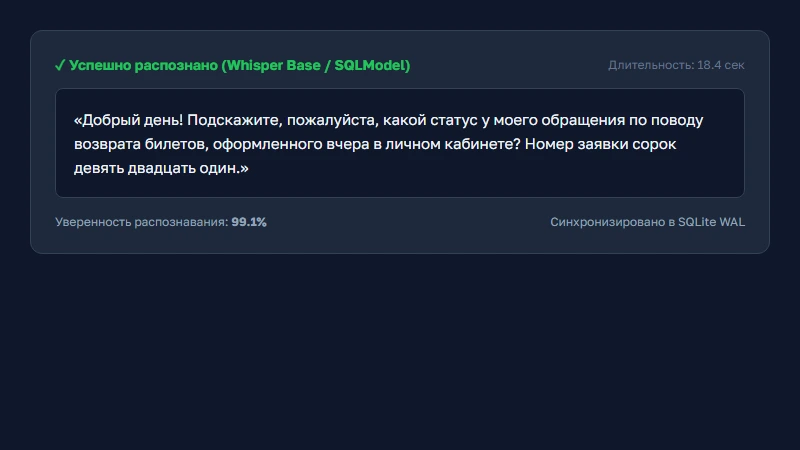 ✓ Успешно распознано (Whisper Base / SQLModel)
Длительность: 18.4 сек
«Добрый день! Подскажите, пожалуйста, какой статус у моего обращения по поводу
возврата билетов, оформленного вчера в личном кабинете? Номер заявки сорок
девять двадцать один.»
Уверенность распознавания: 99.1%
Синхронизировано в SQLite WAL